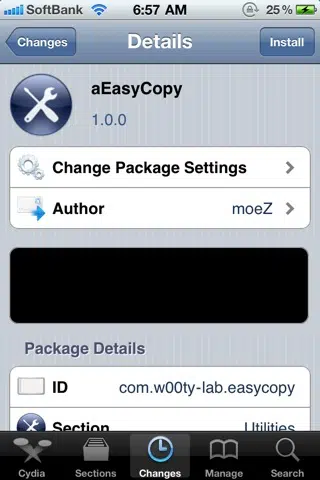 SoftBank 6:57 AM 25%
Changes Details Install
aEasyCopy
1.0.0
Change Package Settings
Author moeZ
Package Details
ID com.w00ty-lab.easycopy
Section Utilities
Cydia Sections Changes Manage Search